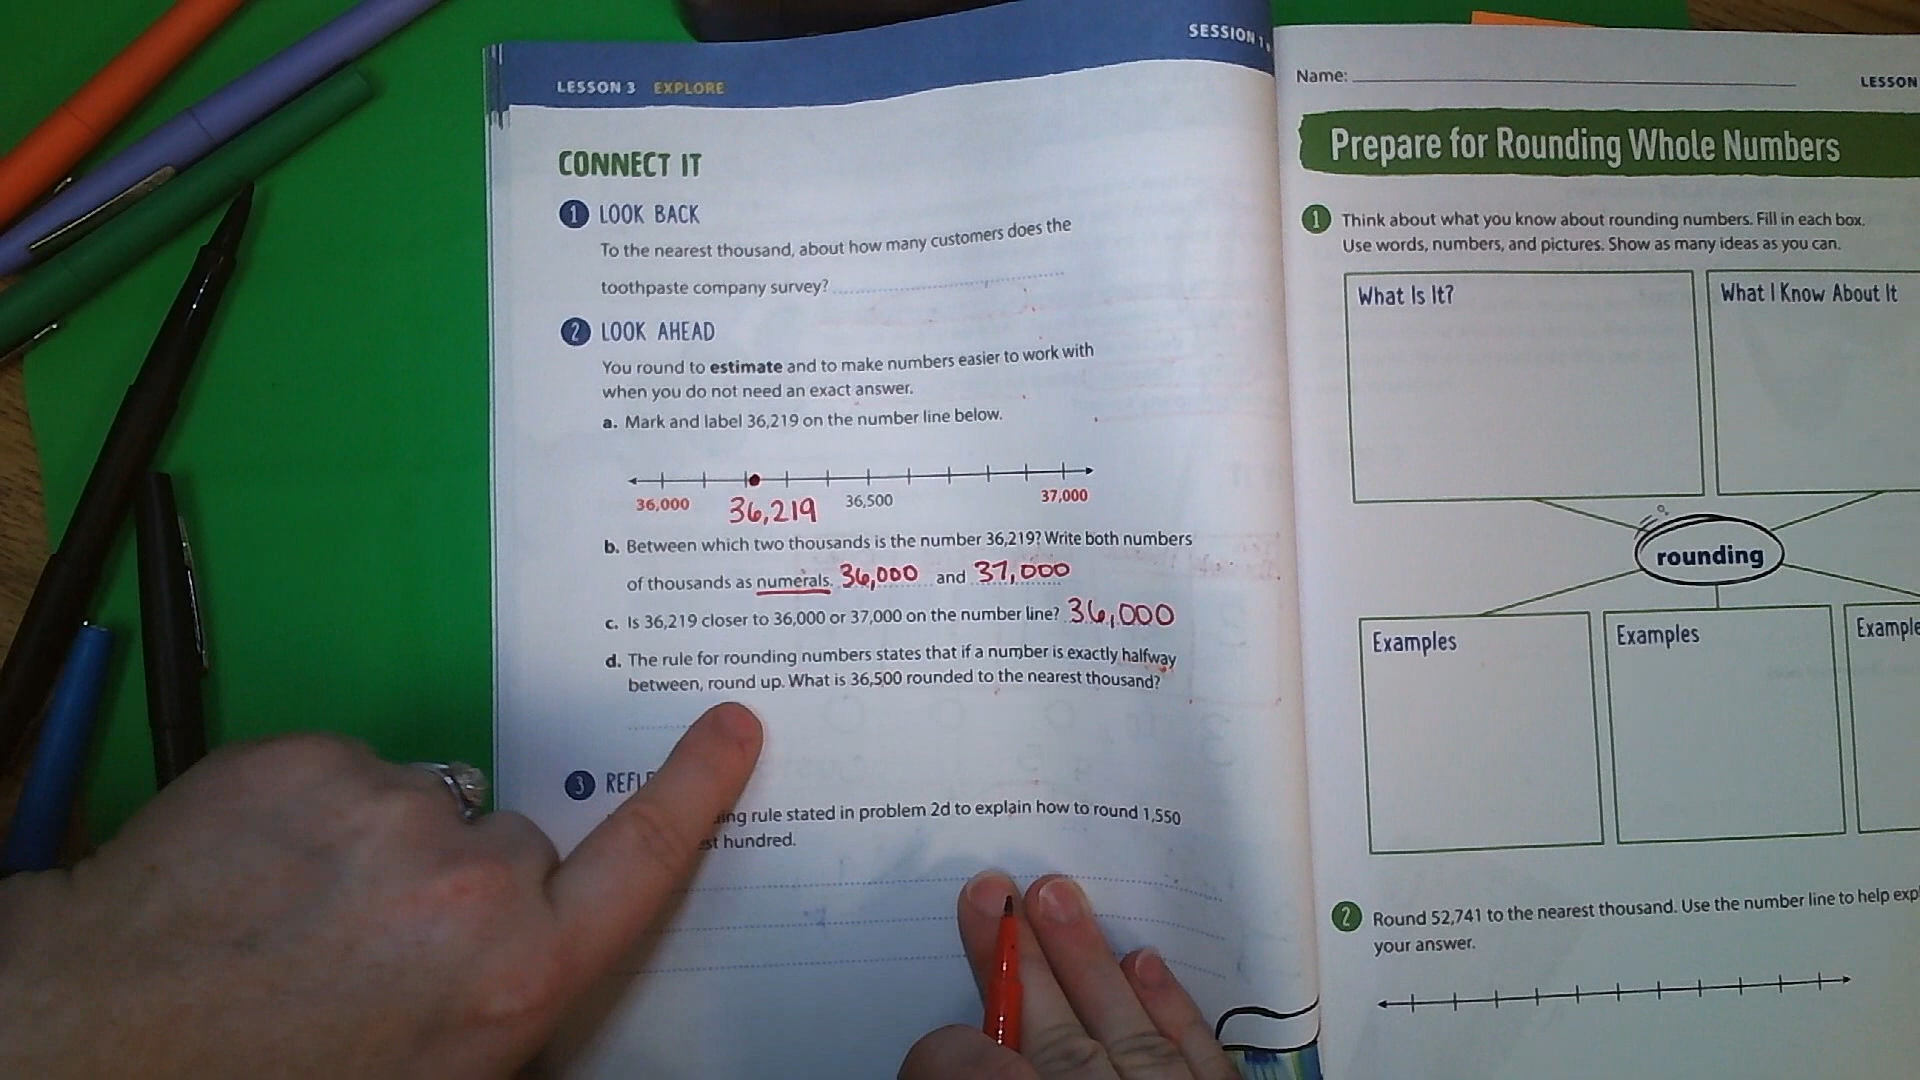 SESSION 1
LESSON 3 EXPLORE
CONNECT IT
1 LOOK BACK
To the nearest thousand, about how many customers does the
toothpaste company survey?
2 LOOK AHEAD
You round to estimate and to make numbers easier to work with
when you do not need an exact answer.
a. Mark and label 36,219 on the number line below.
36,000 36,219 36,500 37,000
b. Between which two thousands is the number 36,219? Write both numbers
of thousands as numerals. 36,000 and 37,000
c. Is 36,219 closer to 36,000 or 37,000 on the number line? 36,000
d. The rule for rounding numbers states that if a number is exactly halfway
between, round up. What is 36,500 rounded to the nearest thousand?
3
rule stated in problem 2d to explain how to round 1,550
hundred.
Name: LESSON
Prepare for Rounding Whole Numbers
1 Think about what you know about rounding numbers. Fill in each box.
Use words, numbers, and pictures. Show as many ideas as you can.
What Is It? What I Know About It
rounding
Examples Examples Example
2 Round 52,741 to the nearest thousand. Use the number line to help
your answer.